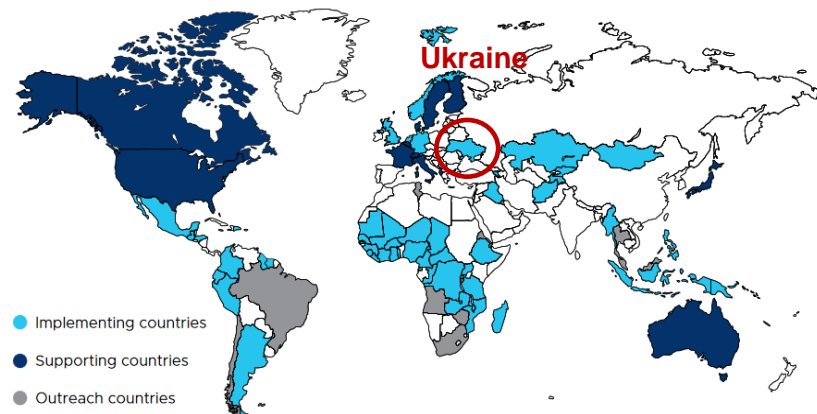 Ukraine
Implementing countries
Supporting countries
Outreach countries